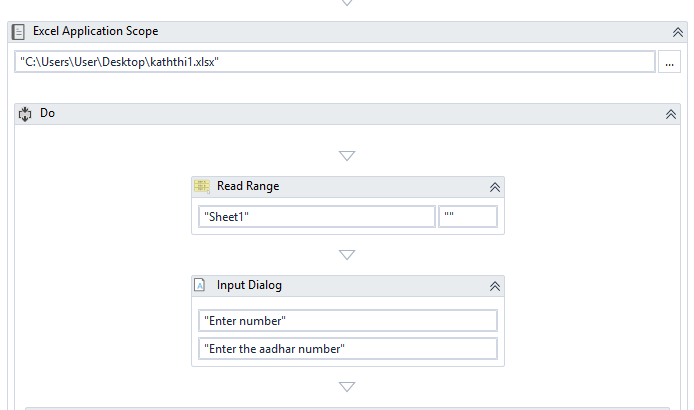 Excel Application Scope
"C:\Users\User\Desktop\kaththi1.xlsx"
...
Do
Read Range
"Sheet1"
""
Input Dialog
"Enter number"
"Enter the aadhar number"